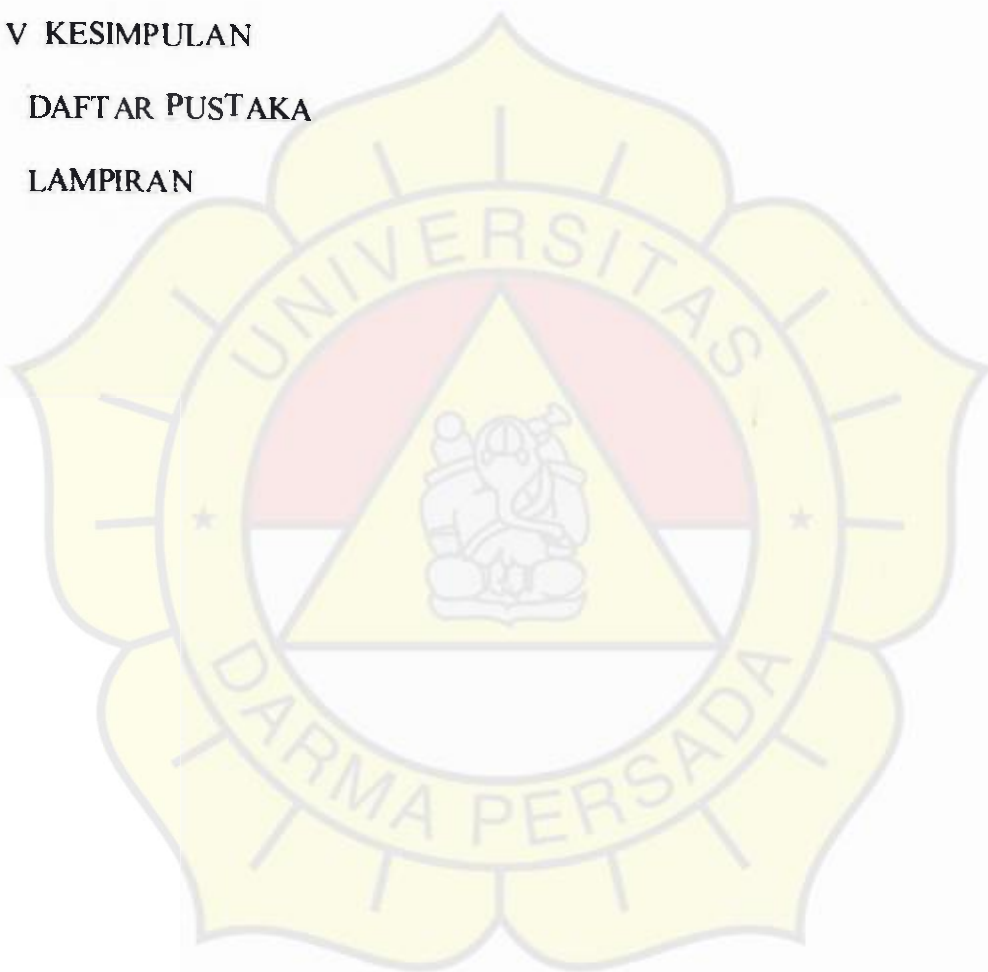 V KESIMPULAN
DAFTAR PUSTAKA
LAMPIRAN
UNIVERSITAS
DARMA PERSADA